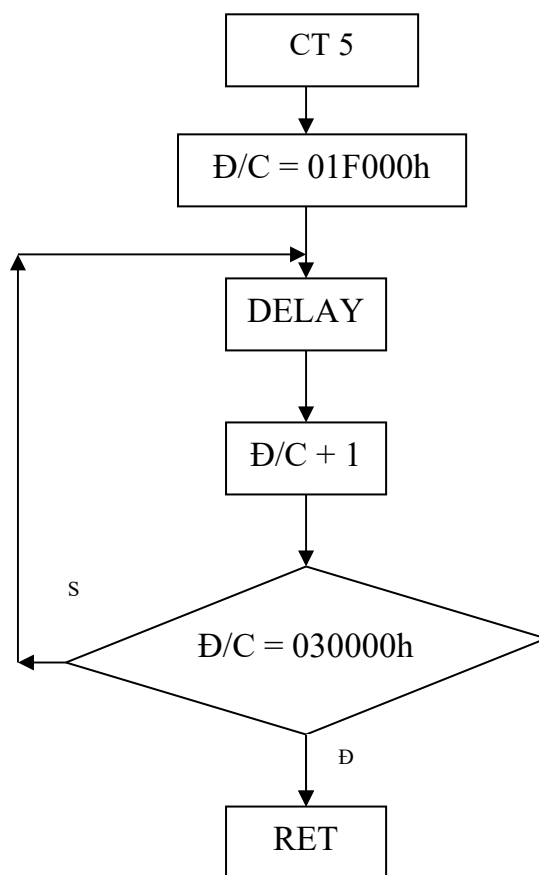 CT 5
Đ/C = 01F000h
DELAY
Đ/C + 1
S
Đ/C = 030000h
Đ
RET